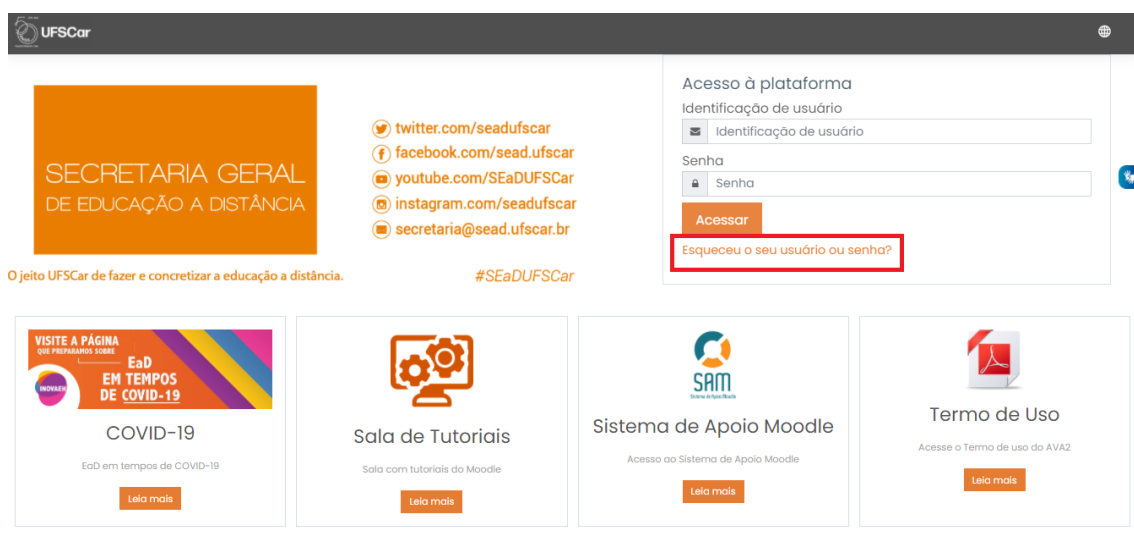 UFSCar
SECRETARIA GERAL
DE EDUCAÇÃO A DISTÂNCIA
twitter.com/seadufscar
facebook.com/sead.ufscar
youtube.com/SEaDUFSCar
instagram.com/seadufscar
secretaria@sead.ufscar.br
O jeito UFSCar de fazer e concretizar a educação a distância.
#SEaDUFSCar
Acesso à plataforma
Identificação de usuário
Identificação de usuário
Senha
Senha
Acessar
Esqueceu o seu usuário ou senha?
VISITE A PÁGINA
QUE PREPARAMOS SOBRE
EaD
EM TEMPOS
DE COVID-19
INOVAEH
COVID-19
EaD em tempos de COVID-19
Leia mais
Sala de Tutoriais
Sala com tutoriais do Moodle
Leia mais
SAM
Sistema de Apoio Moodle
Sistema de Apoio Moodle
Acesso ao Sistema de Apoio Moodle
Leia mais
Termo de Uso
Acesse o Termo de uso do AVA2
Leia mais